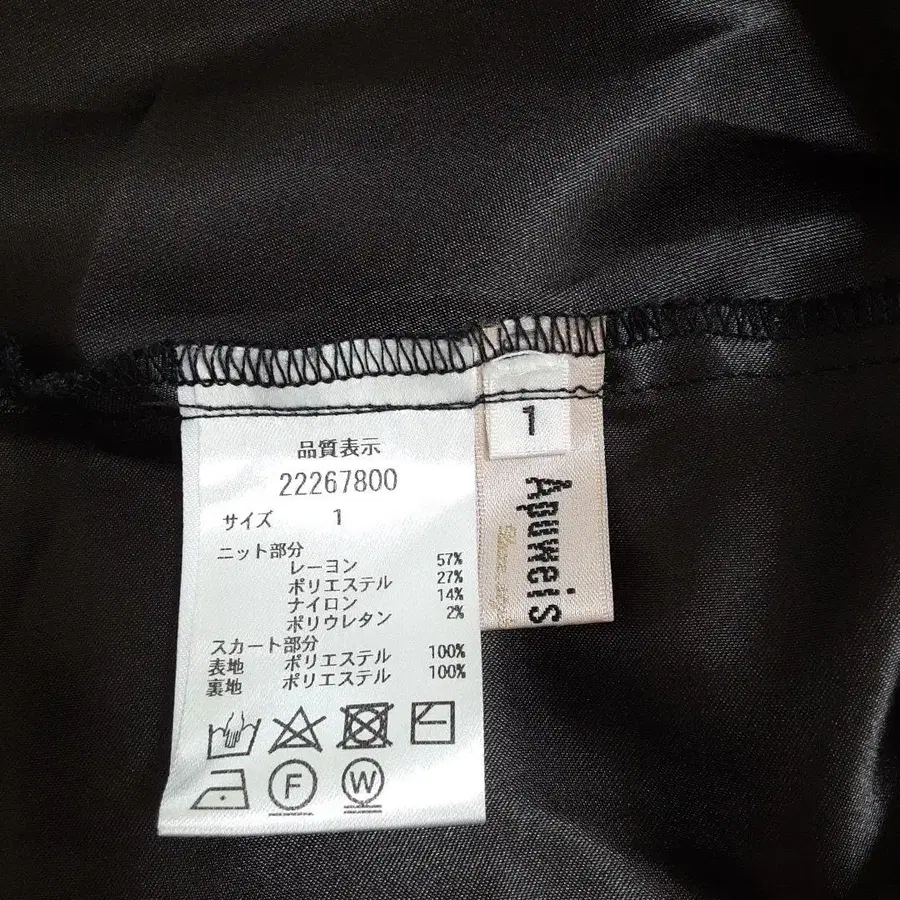 品質表示
22267800
サイズ 1
ニット部分
レーヨン 57%
ポリエステル 27%
ナイロン 14%
ポリウレタン 2%
スカート部分
表地 ポリエステル 100%
裏地 ポリエステル 100%
F W
1
Apuweis